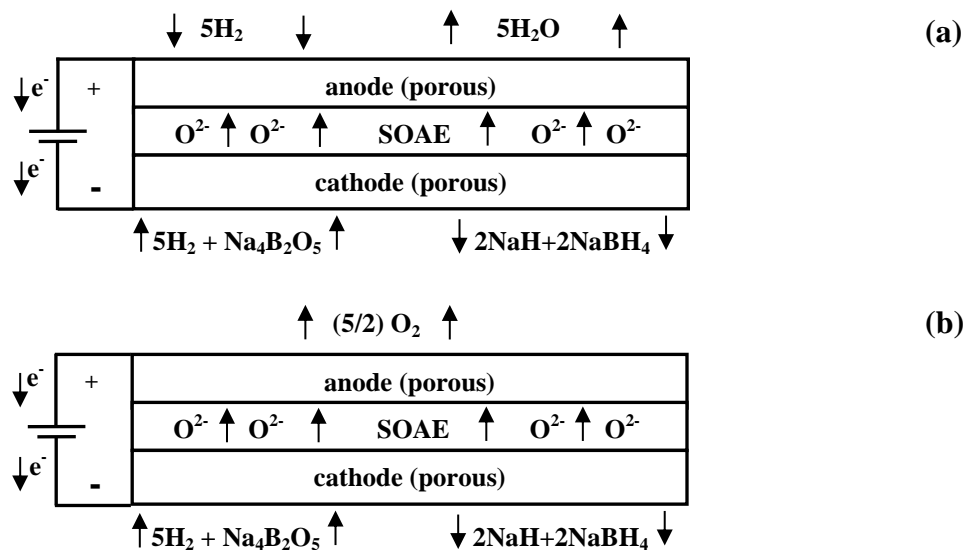 5H₂ 5H₂O (a)
e⁻ + anode (porous)
O²⁻ O²⁻ SOAE O²⁻ O²⁻
e⁻ - cathode (porous)
5H₂ + Na₄B₂O₅ 2NaH+2NaBH₄
(5/2) O₂ (b)
e⁻ + anode (porous)
O²⁻ O²⁻ SOAE O²⁻ O²⁻
e⁻ - cathode (porous)
5H₂ + Na₄B₂O₅ 2NaH+2NaBH₄